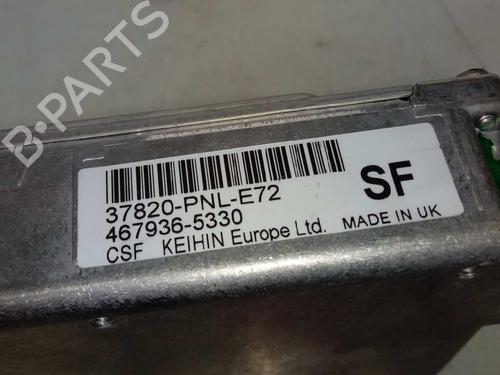 B-PARTS
37820-PNL-E72
467936-5330
SF
CSF KEIHIN Europe Ltd. MADE IN UK